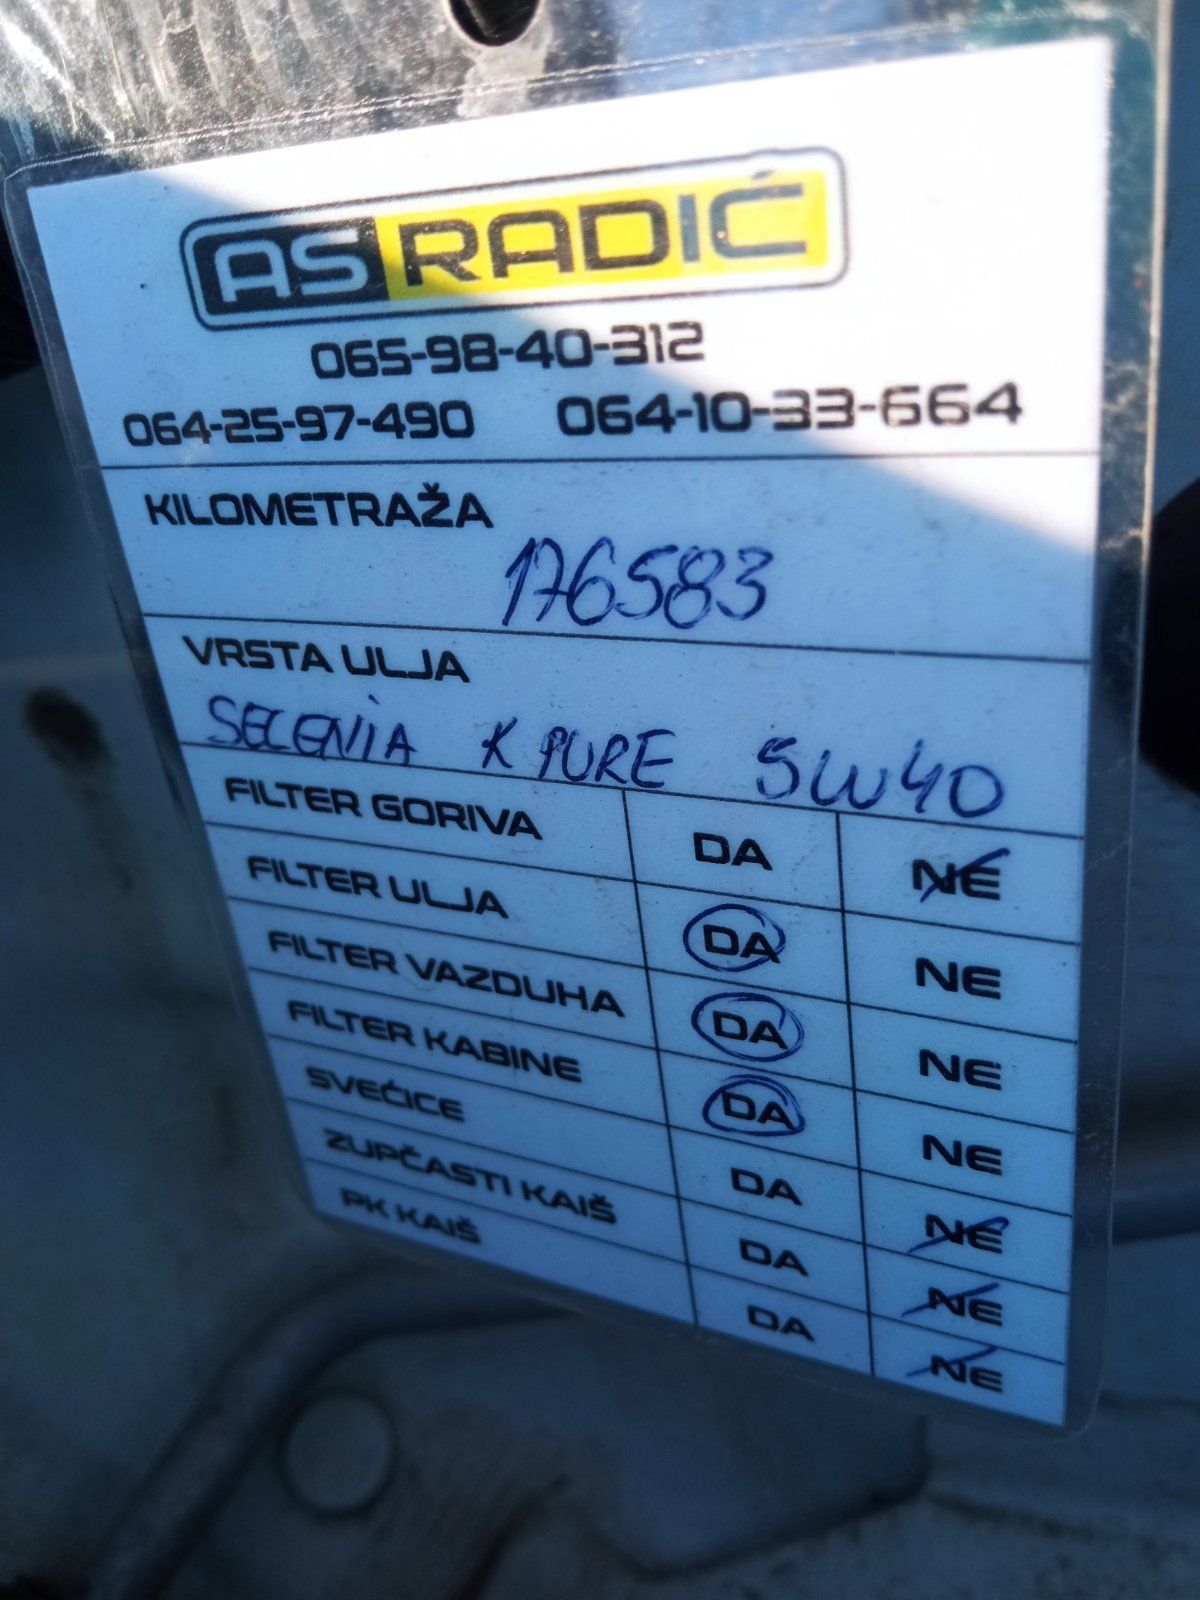 AS RADIĆ
065-98-40-312
064-25-97-490 064-10-33-664
KILOMETRAŽA
176583
VRSTA ULJA
SELENIA K PURE 5W40
FILTER GORIVA DA NE
FILTER ULJA DA NE
FILTER VAZDUHA DA NE
FILTER KABINE DA NE
SVEĆICE DA NE
ZUPČASTI KAIŠ DA NE
PK KAIŠ DA NE